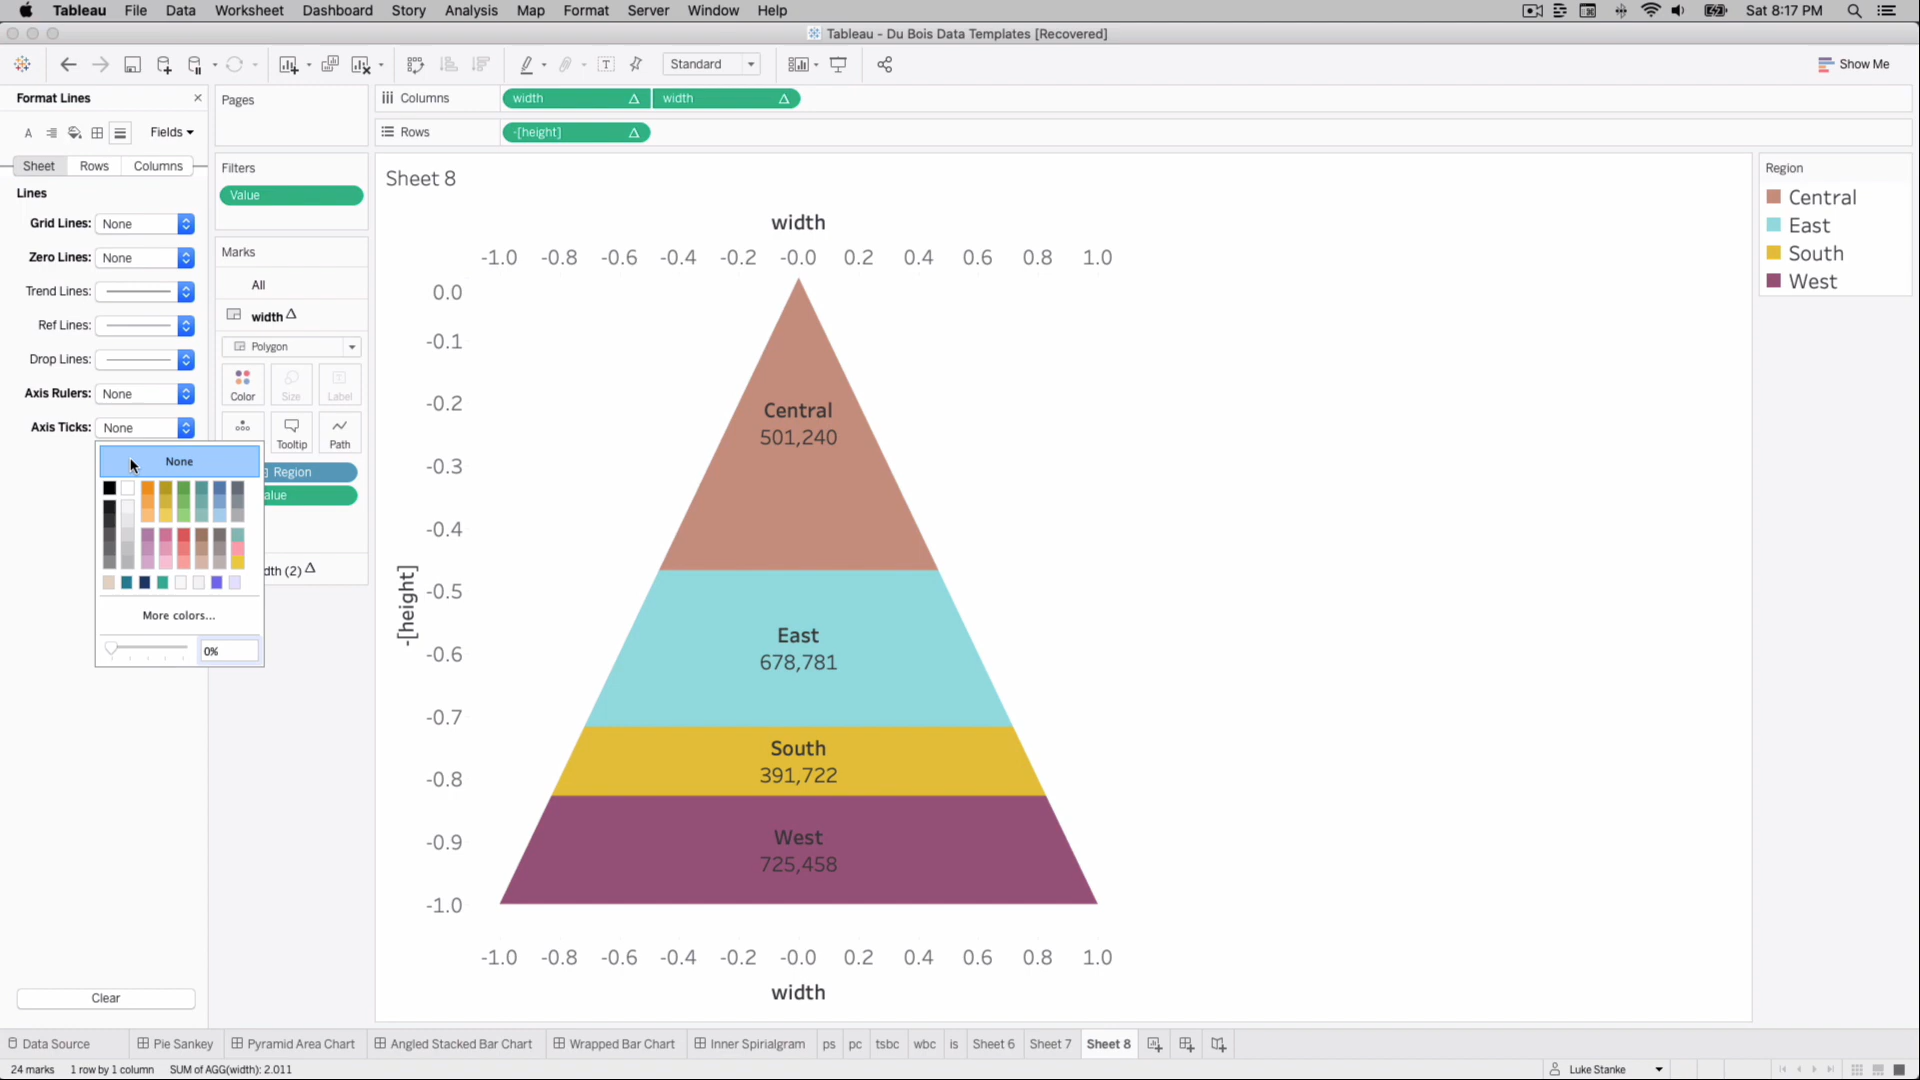 Tableau File Data Worksheet Dashboard Story Analysis Map Format Server Window Help Sat 8:17 PM
Tableau - Du Bois Data Templates [Recovered]
Standard
Show Me
Format Lines
Fields
Sheet Rows Columns
Lines
Grid Lines: None
Zero Lines: None
Trend Lines:
Ref Lines:
Drop Lines:
Axis Rulers: None
Axis Ticks: None
None
More colors...
0%
Clear
Pages
Filters
Value
Marks
All
width
Polygon
Color Size Label
Tooltip Path
Region
alue
dth (2)
Columns width width
Rows -[height]
Sheet 8
width
-1.0 -0.8 -0.6 -0.4 -0.2 -0.0 0.2 0.4 0.6 0.8 1.0
0.0
-0.1
-0.2
-0.3
-0.4
-0.5
-0.6
-0.7
-0.8
-0.9
-1.0
-[height]
Central
501,240
East
678,781
South
391,722
West
725,458
-1.0 -0.8 -0.6 -0.4 -0.2 -0.0 0.2 0.4 0.6 0.8 1.0
width
Region
Central
East
South
West
Data Source Pie Sankey Pyramid Area Chart Angled Stacked Bar Chart Wrapped Bar Chart Inner Spirialgram ps pc tsbc wbc is Sheet 6 Sheet 7 Sheet 8
24 marks 1 row by 1 column SUM of AGG(width): 2.011 Luke Stanke